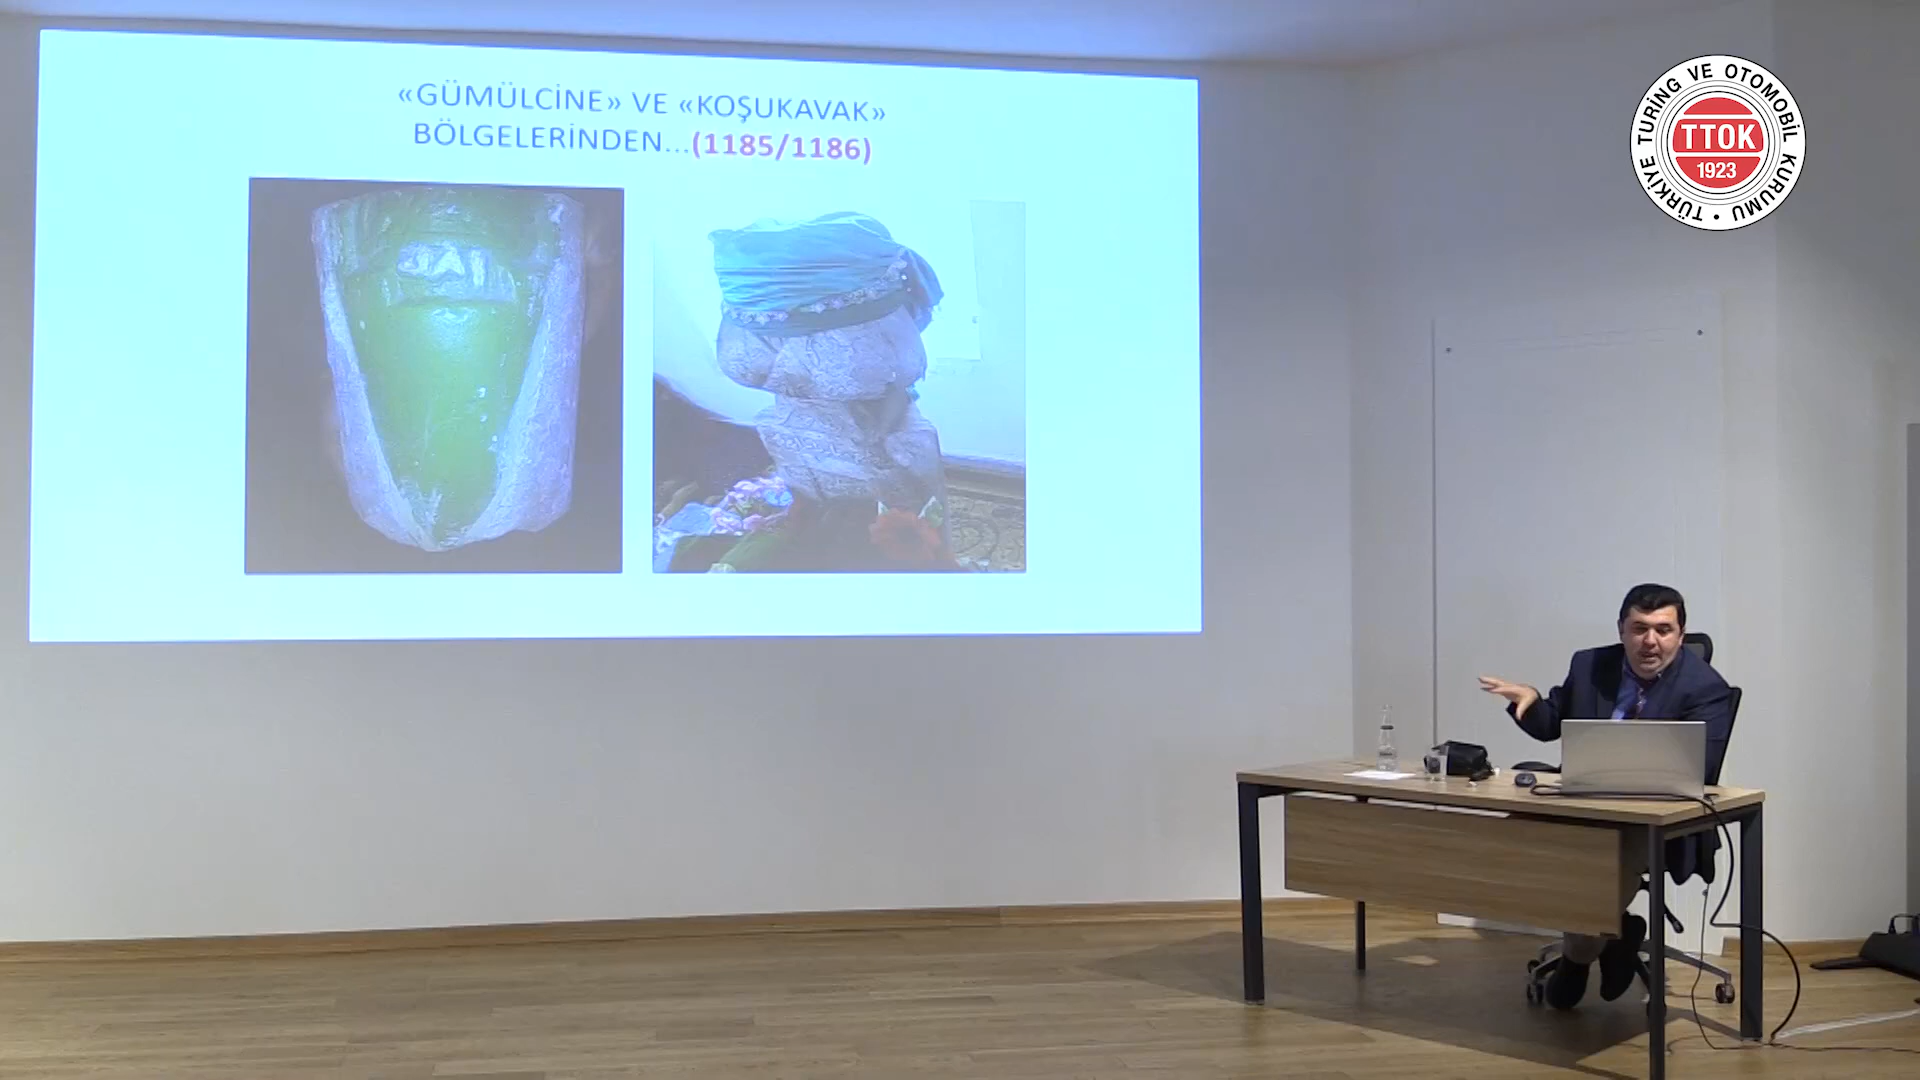 «GÜMÜLCİNE» VE «KOŞUKAVAK»
BÖLGELERİNDEN...(1185/1186)
TÜRKİYE TURİNG VE OTOMOBİL KURUMU •
TTOK
1923